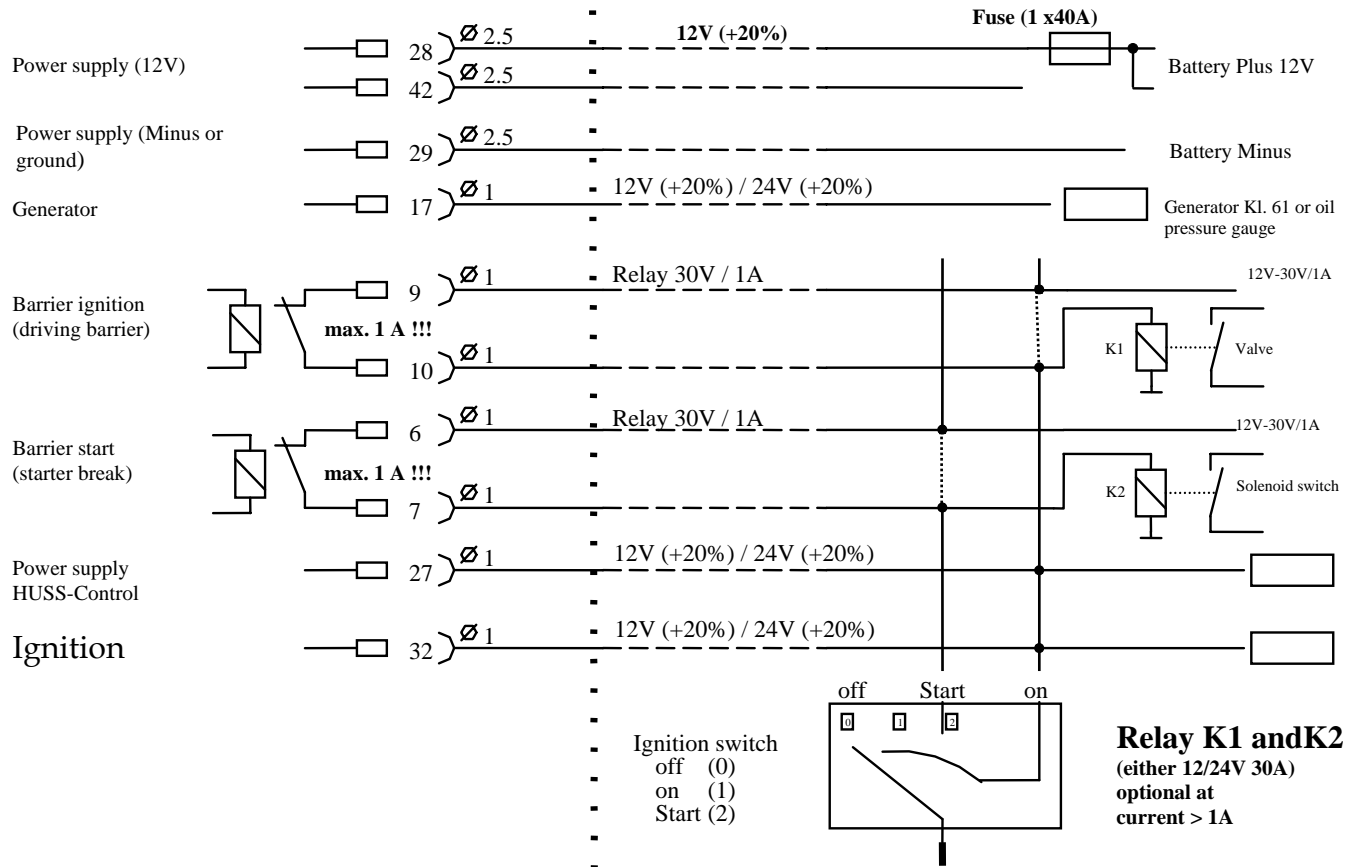 Fuse (1 x40A)
Power supply (12V)
28
Ø 2.5
12V (+20%)
Battery Plus 12V
42
Ø 2.5
Power supply (Minus or
ground)
29
Ø 2.5
Battery Minus
Generator
17
Ø 1
12V (+20%) / 24V (+20%)
Generator Kl. 61 or oil
pressure gauge
Barrier ignition
(driving barrier)
max. 1 A !!!
9
Ø 1
Relay 30V / 1A
12V-30V/1A
10
Ø 1
K1
Valve
Barrier start
(starter break)
max. 1 A !!!
6
Ø 1
Relay 30V / 1A
12V-30V/1A
7
Ø 1
K2
Solenoid switch
Power supply
HUSS-Control
27
Ø 1
12V (+20%) / 24V (+20%)
Ignition
32
Ø 1
12V (+20%) / 24V (+20%)
off Start on
0 1 2
Ignition switch
off (0)
on (1)
Start (2)
Relay K1 andK2
(either 12/24V 30A)
optional at
current > 1A